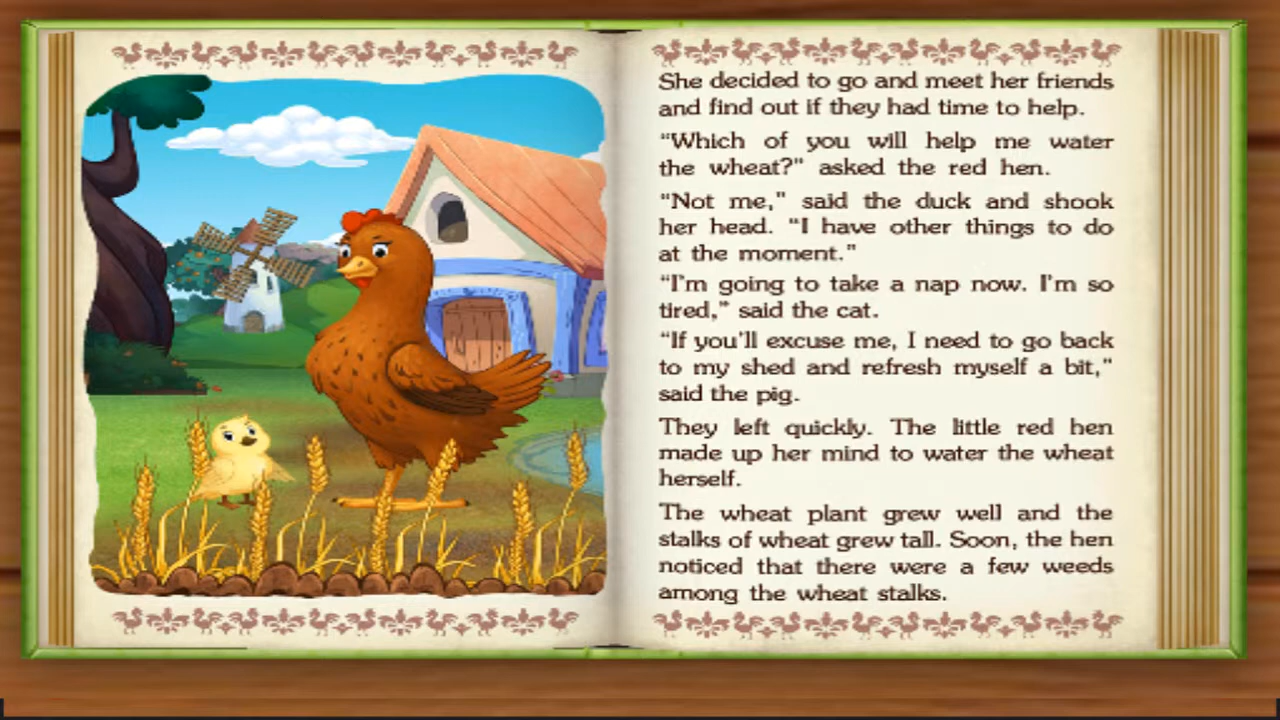 She decided to go and meet her friends
and find out if they had time to help.
“Which of you will help me water
the wheat?” asked the red hen.
“Not me,” said the duck and shook
her head. “I have other things to do
at the moment.”
“I’m going to take a nap now. I’m so
tired,” said the cat.
“If you’ll excuse me, I need to go back
to my shed and refresh myself a bit,”
said the pig.
They left quickly. The little red hen
made up her mind to water the wheat
herself.
The wheat plant grew well and the
stalks of wheat grew tall. Soon, the hen
noticed that there were a few weeds
among the wheat stalks.